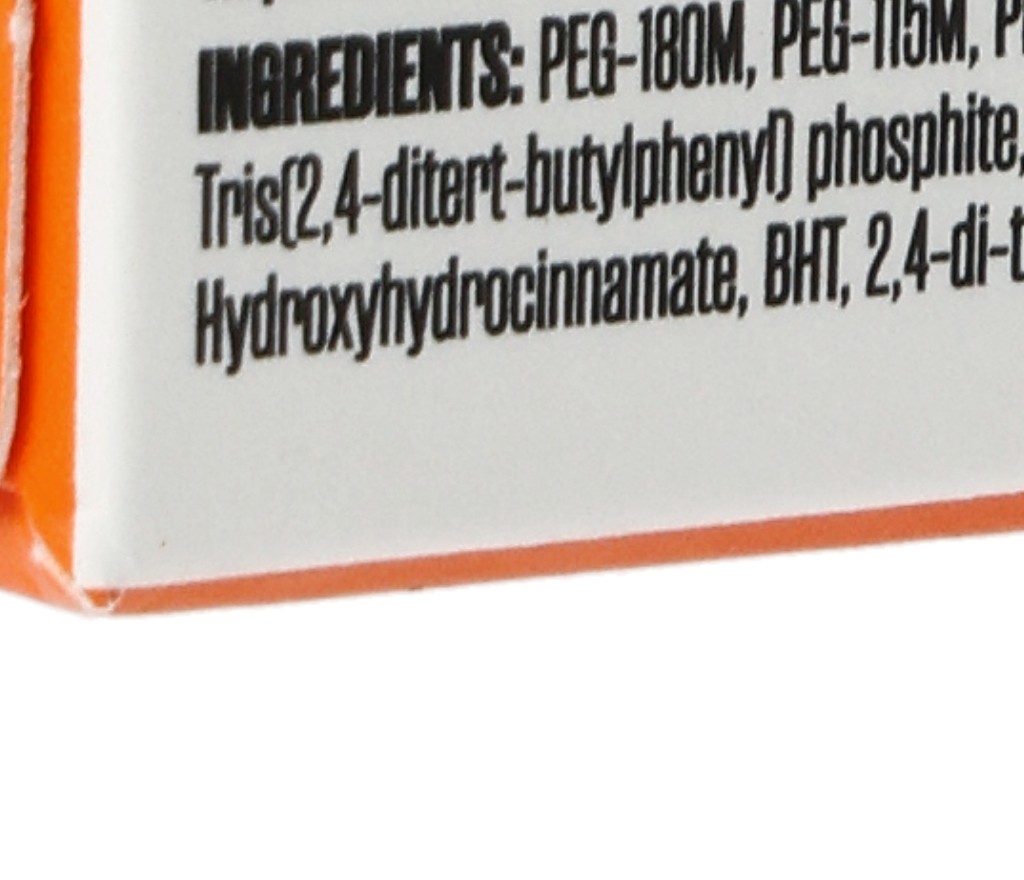 INGREDIENTS: PEG-180M, PEG-115M,
Tris(2,4-ditert-butylphenyl) phosphite,
Hydroxyhydrocinnamate, BHT, 2,4-di-t